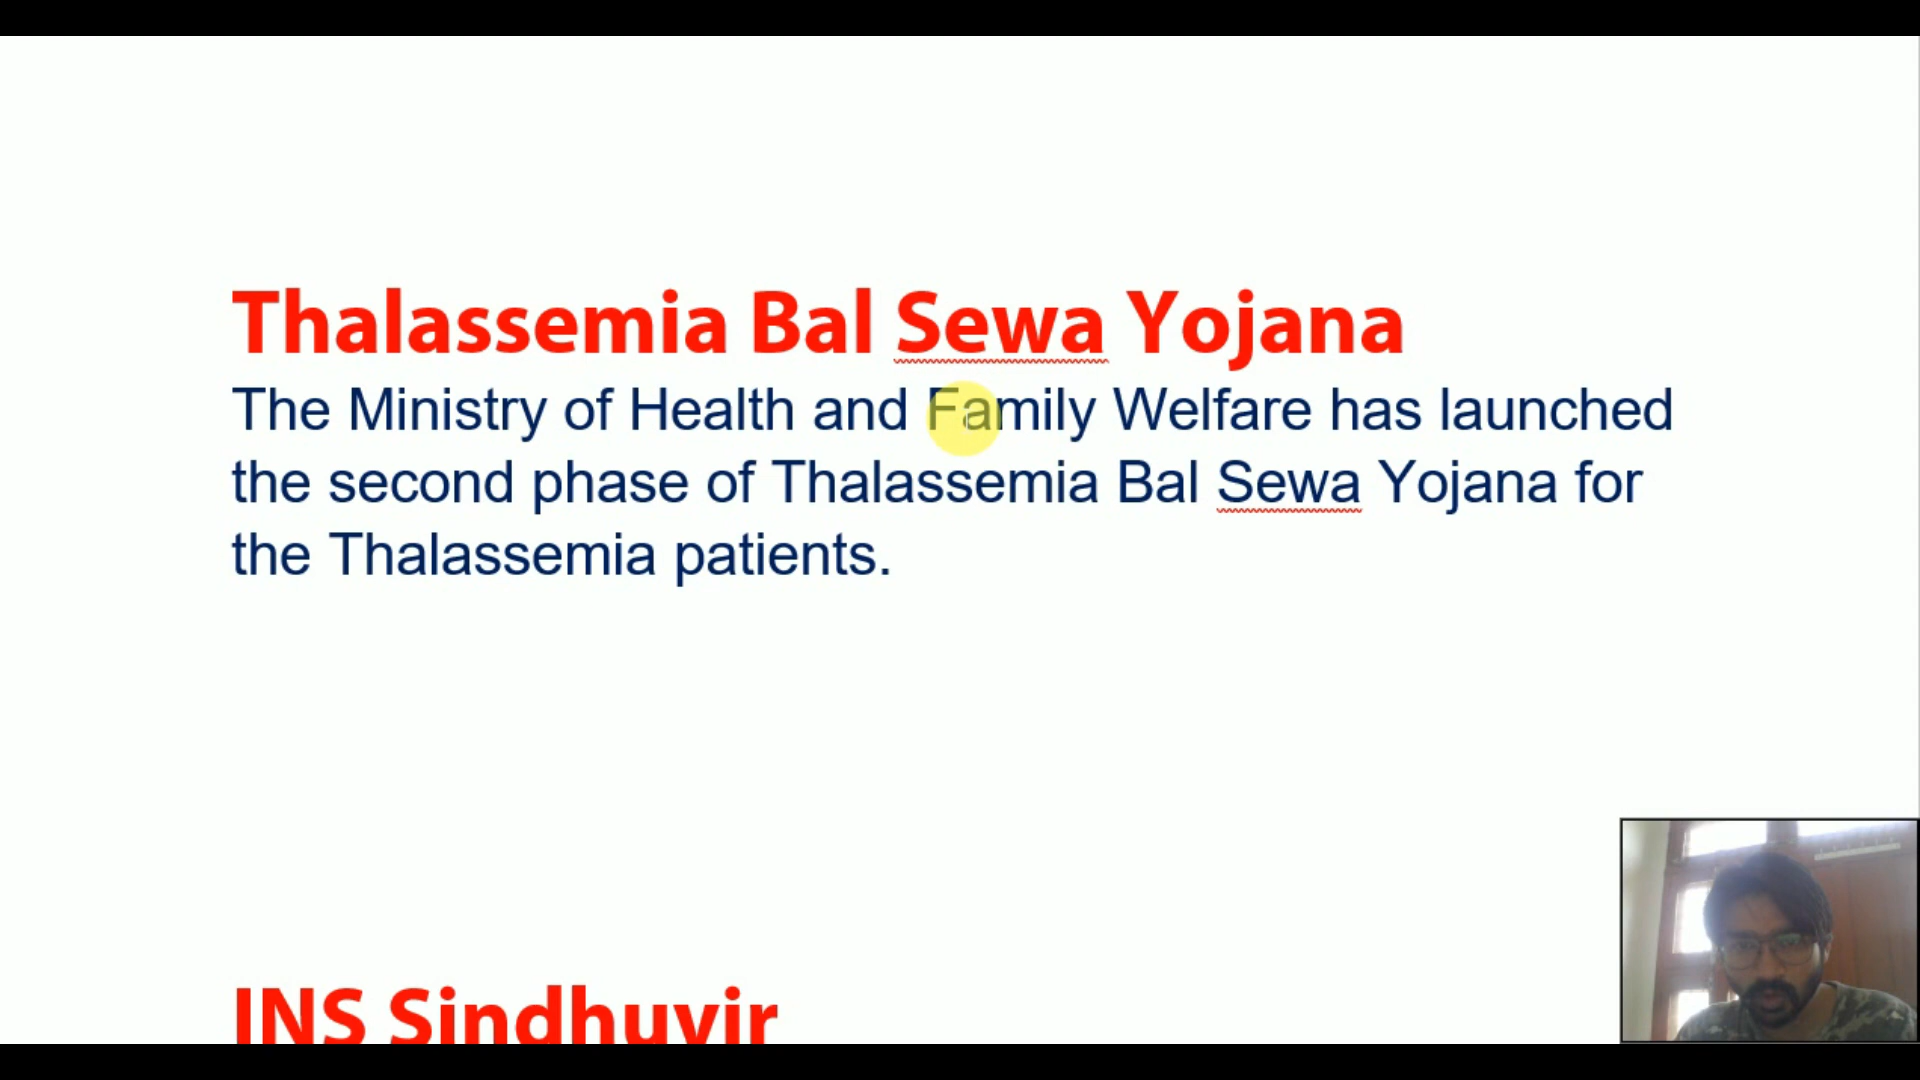 Thalassemia Bal Sewa Yojana
The Ministry of Health and Family Welfare has launched
the second phase of Thalassemia Bal Sewa Yojana for
the Thalassemia patients.
INS Sindhuvir